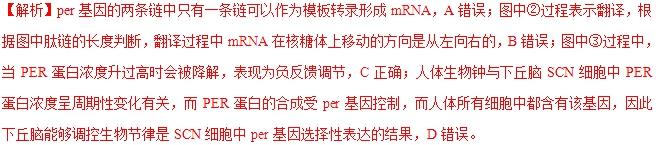 【解析】per 基因的两条链中只有一条链可以作为模板转录形成 mRNA，A 错误；图中②过程表示翻译，根
据图中肽链的长度判断，翻译过程中 mRNA 在核糖体上移动的方向是从左向右的，B 错误；图中③过程中，
当 PER 蛋白浓度升过高时会被降解，表现为负反馈调节，C 正确；人体生物钟与下丘脑 SCN 细胞中 PER
蛋白浓度呈周期性变化有关，而 PER 蛋白的合成受 per 基因控制，而人体所有细胞中都含有该基因，因此
下丘脑能够调控生物节律是 SCN 细胞中 per 基因选择性表达的结果，D 错误。